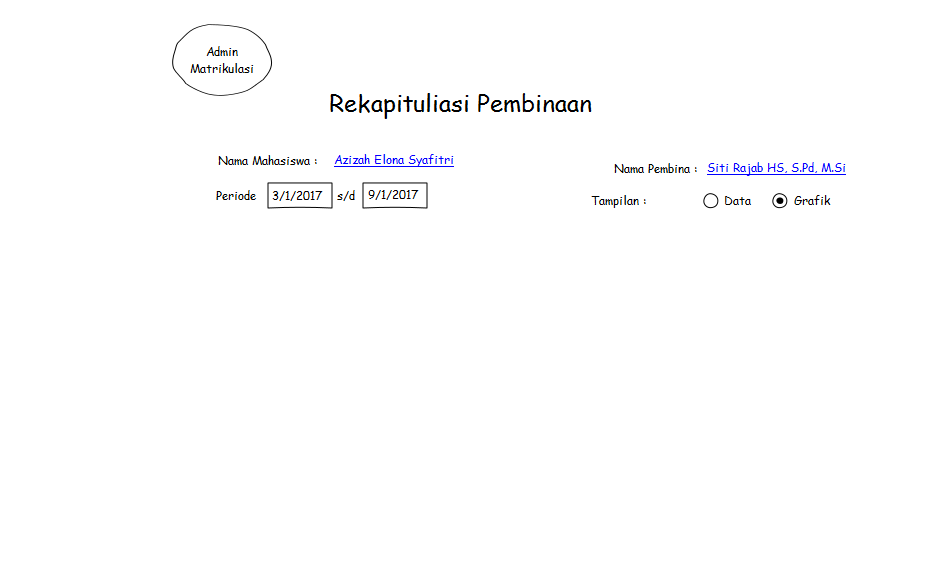 Admin
Matrikulasi
Rekapituliasi Pembinaan
Nama Mahasiswa : Azizah Elona Syafitri
Nama Pembina : Siti Rajab HS, S.Pd, M.Si
Periode 3/1/2017 s/d 9/1/2017
Tampilan : Data Grafik